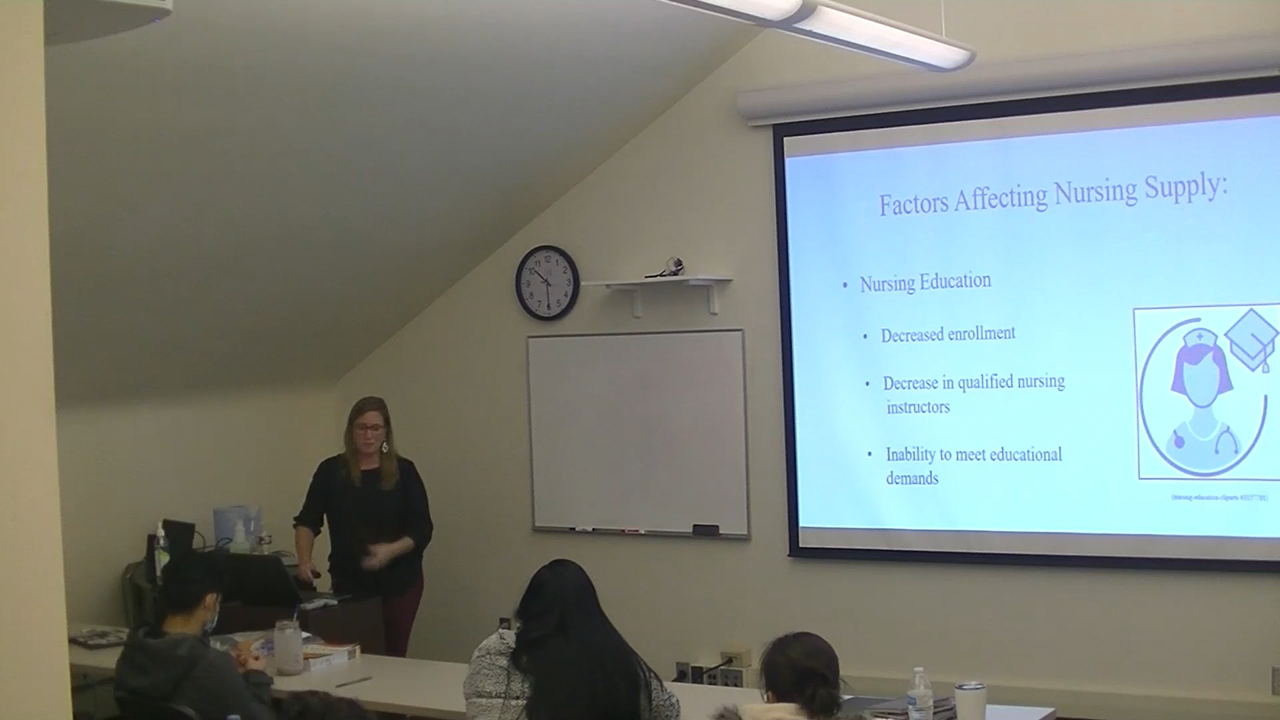 Factors Affecting Nursing Supply:
• Nursing Education
• Decreased enrollment
• Decrease in qualified nursing
instructors
• Inability to meet educational
demands